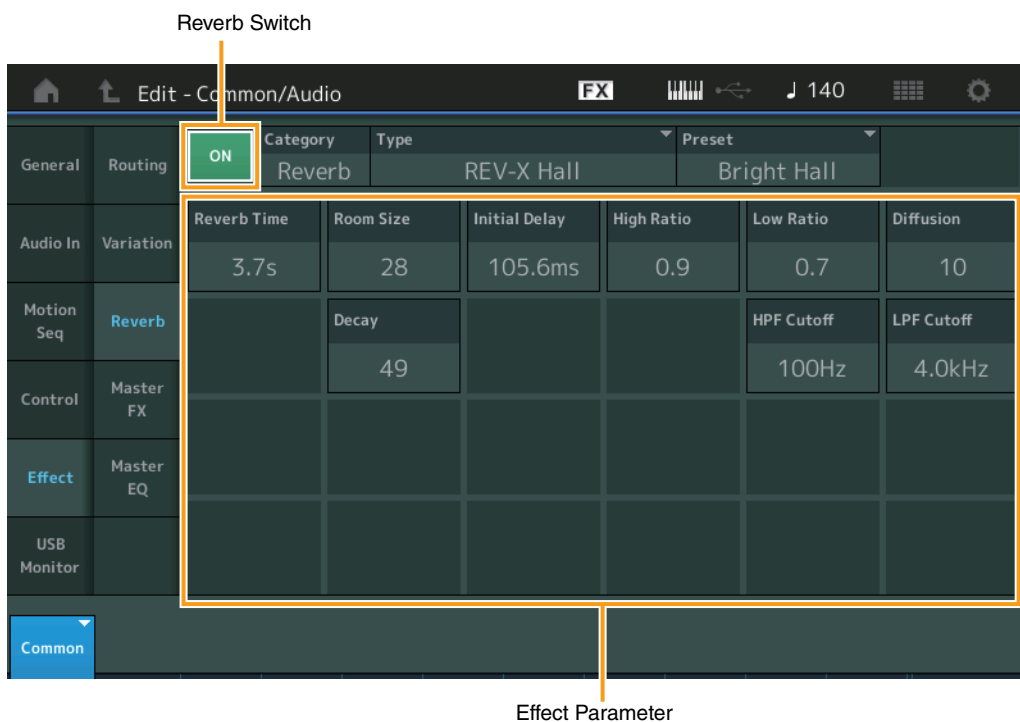 Reverb Switch
Edit - Common/Audio
FX
♩ 140
General
Routing
ON
Category
Reverb
Type
REV-X Hall
Preset
Bright Hall
Reverb Time
3.7s
Room Size
28
Initial Delay
105.6ms
High Ratio
0.9
Low Ratio
0.7
Diffusion
10
Audio In
Variation
Motion
Seq
Reverb
Decay
49
HPF Cutoff
100Hz
LPF Cutoff
4.0kHz
Control
Master
FX
Effect
Master
EQ
USB
Monitor
Common
Effect Parameter